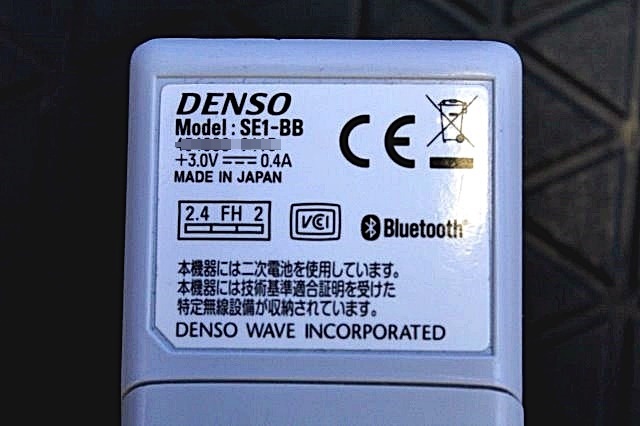 DENSO
Model : SE1-BB
+3.0V ⎓ 0.4A
MADE IN JAPAN
CE
2.4 FH 2
VCI
Bluetooth®
本機器には二次電池を使用しています。
本機器には技術基準適合証明を受けた
特定無線設備が収納されています。
DENSO WAVE INCORPORATED